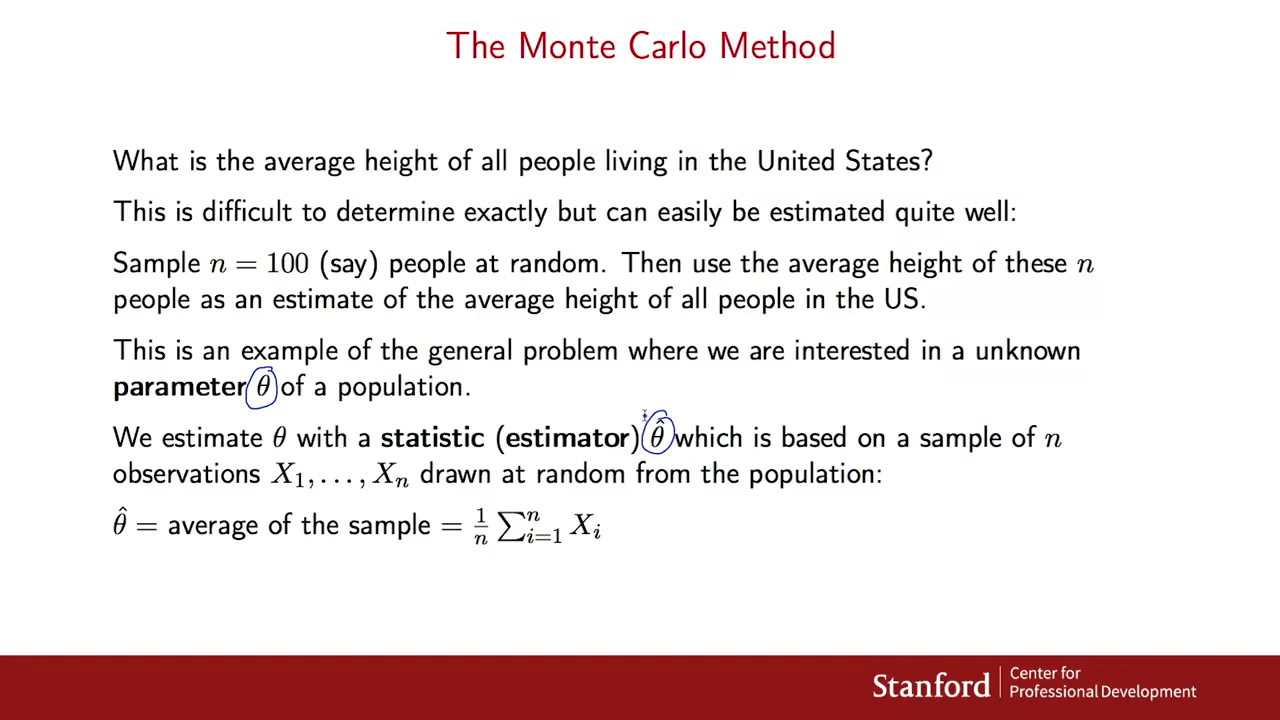 The Monte Carlo Method
What is the average height of all people living in the United States?
This is difficult to determine exactly but can easily be estimated quite well:
Sample n = 100 (say) people at random. Then use the average height of these n
people as an estimate of the average height of all people in the US.
This is an example of the general problem where we are interested in a unknown
parameter θ of a population.
We estimate θ with a statistic (estimator) θ̂ which is based on a sample of n
observations X₁, . . . , Xₙ drawn at random from the population:
θ̂ = average of the sample = 1/n ∑ⁿᵢ₌₁ Xᵢ
Stanford
Center for
Professional Development